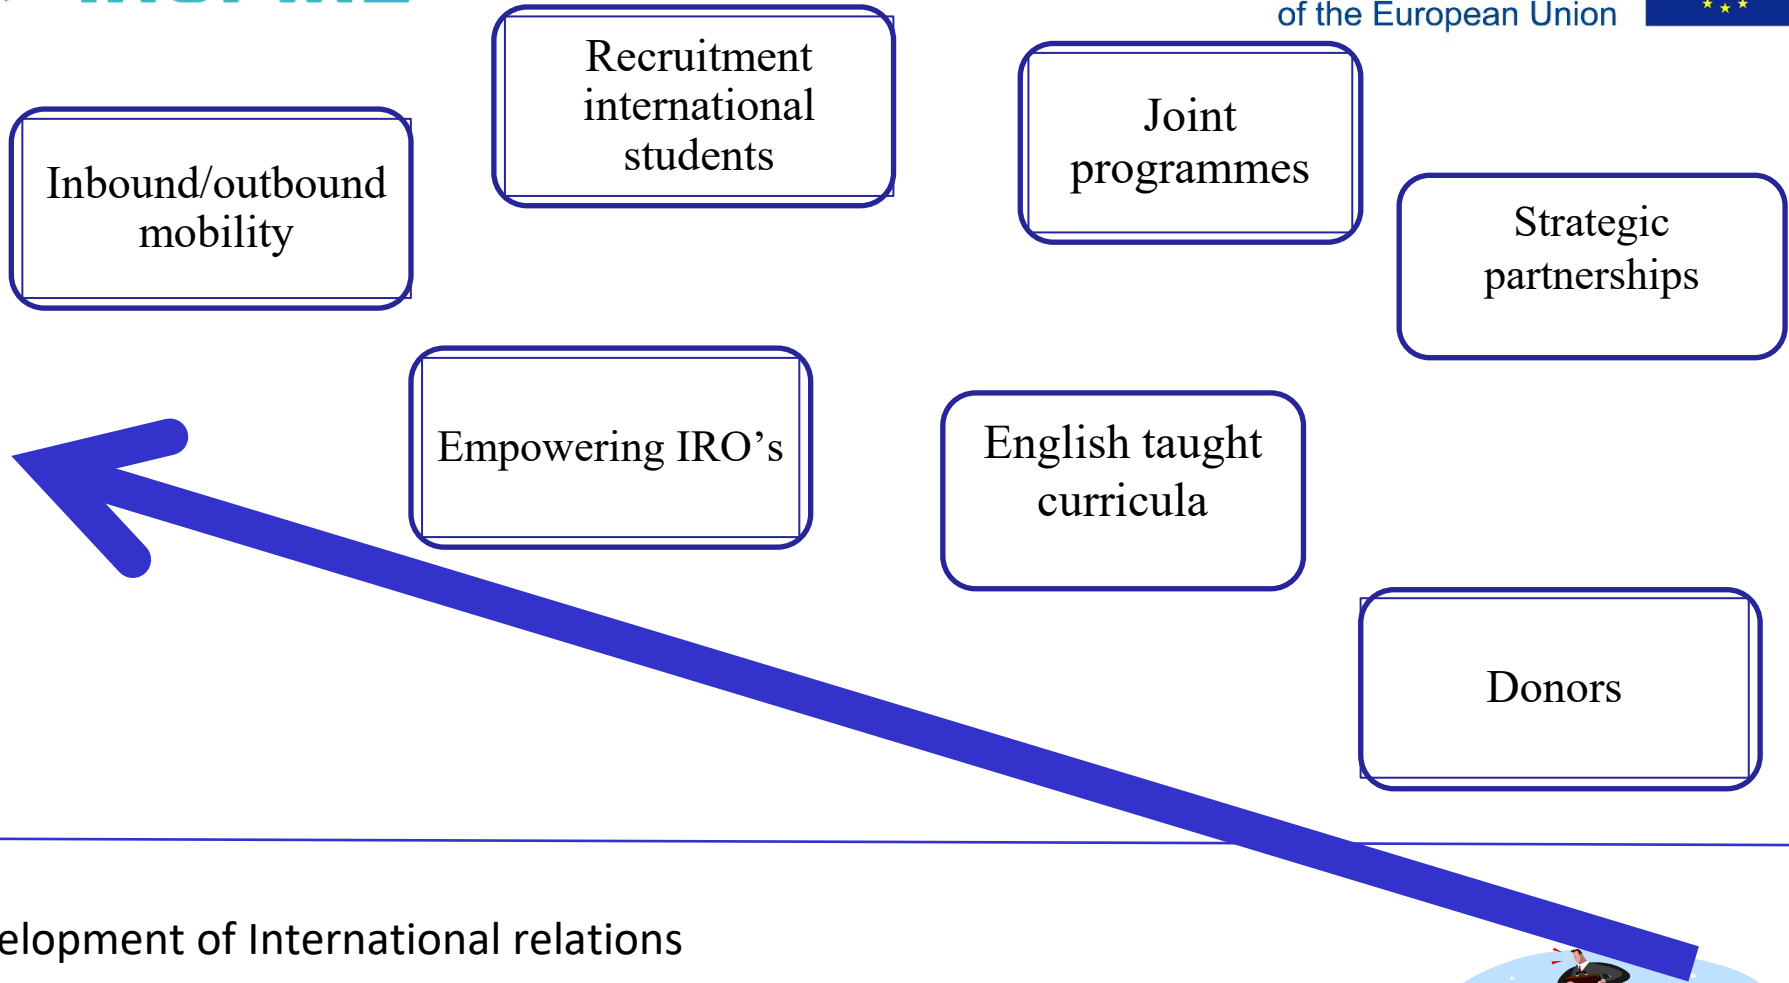 of the European Union
Recruitment
international
students
Joint
programmes
Inbound/outbound
mobility
Strategic
partnerships
Empowering IRO’s
English taught
curricula
Donors
elopment of International relations